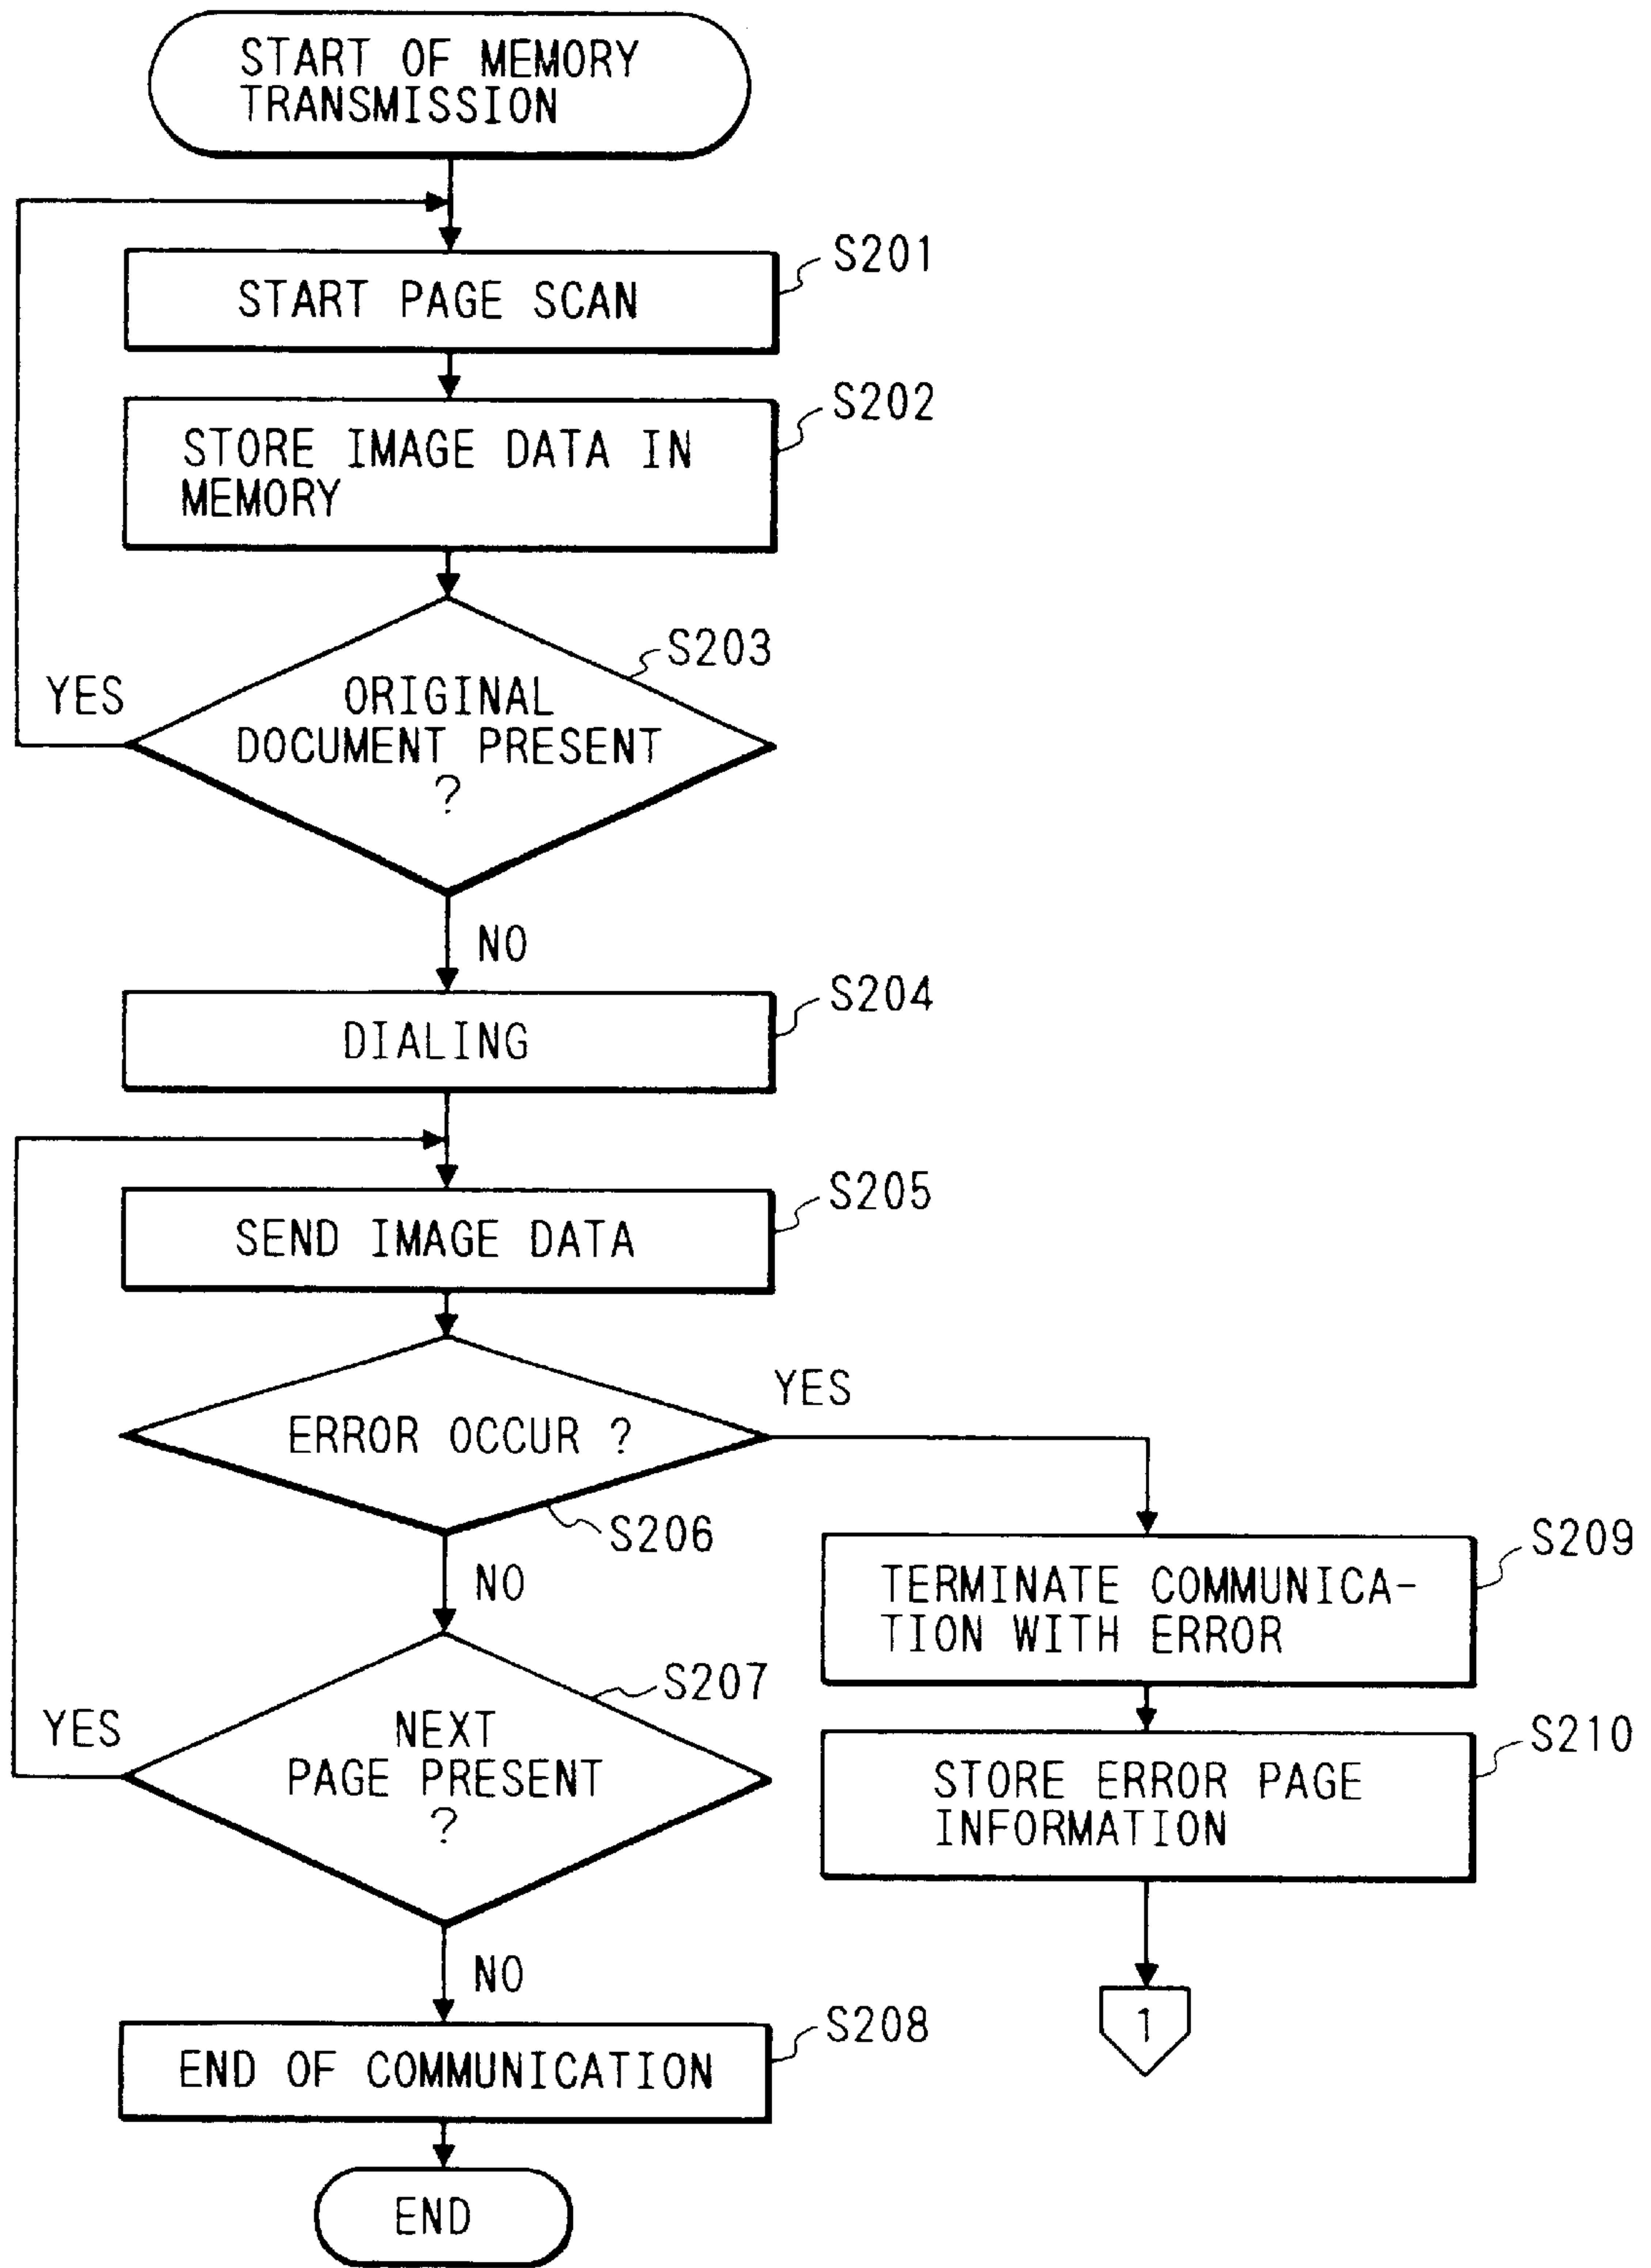 START OF MEMORY
TRANSMISSION
S201
START PAGE SCAN
S202
STORE IMAGE DATA IN
MEMORY
S203
YES
ORIGINAL
DOCUMENT PRESENT
?
NO
S204
DIALING
S205
SEND IMAGE DATA
YES
ERROR OCCUR ?
S206
NO
S209
TERMINATE COMMUNICA-
TION WITH ERROR
S207
YES
NEXT
PAGE PRESENT
?
S210
STORE ERROR PAGE
INFORMATION
NO
1
S208
END OF COMMUNICATION
END